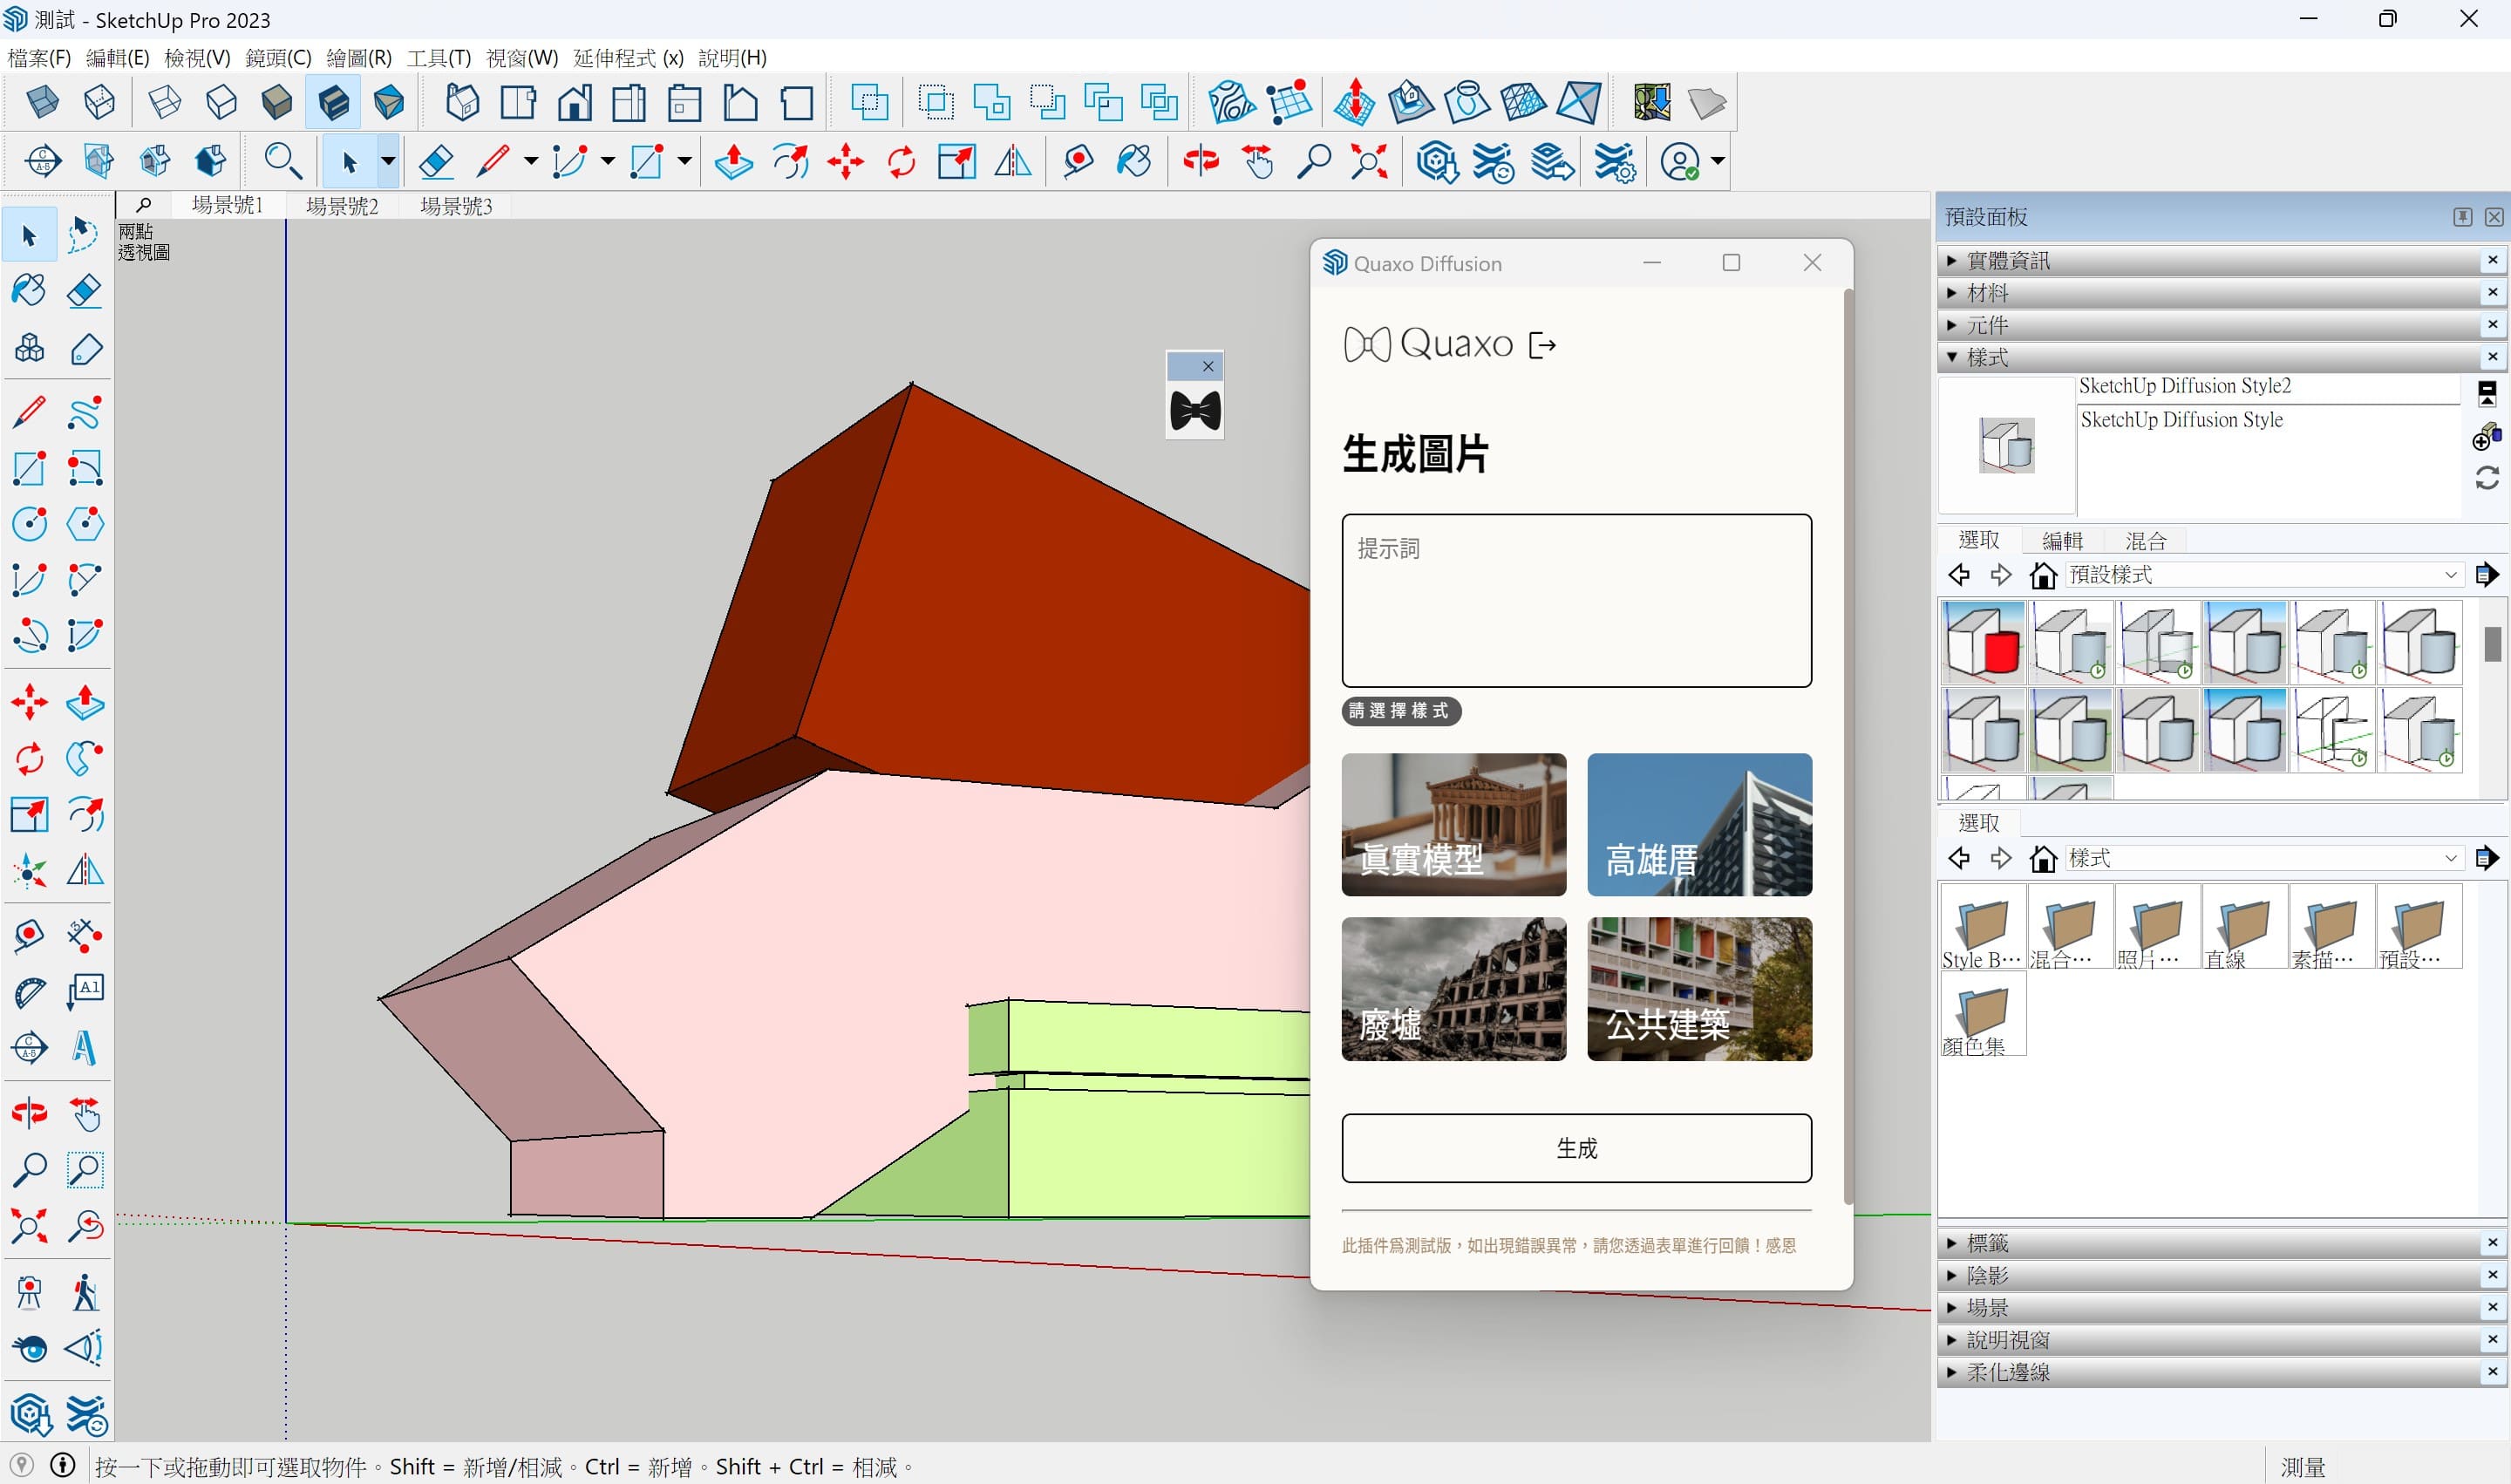 測試 - SketchUp Pro 2023
檔案(F) 編輯(E) 檢視(V) 鏡頭(C) 繪圖(R) 工具(T) 視窗(W) 延伸程式 (x) 說明(H)
場景號1 場景號2 場景號3
兩點
透視圖
A1
Quaxo Diffusion
Quaxo
生成圖片
提示詞
請選擇樣式
真實模型
高雄厝
廢墟
公共建築
生成
此插件為測試版，如出現錯誤異常，請您透過表單進行回饋！感恩
預設面板
實體資訊
材料
元件
樣式
SketchUp Diffusion Style2
SketchUp Diffusion Style
選取 編輯 混合
預設樣式
選取
樣式
Style B⋯ 混合⋯ 照片⋯ 直線 素描⋯ 預設⋯
顏色集
標籤
陰影
場景
說明視窗
柔化邊線
按一下或拖動即可選取物件。Shift = 新增/相減。Ctrl = 新增。Shift + Ctrl = 相減。
測量